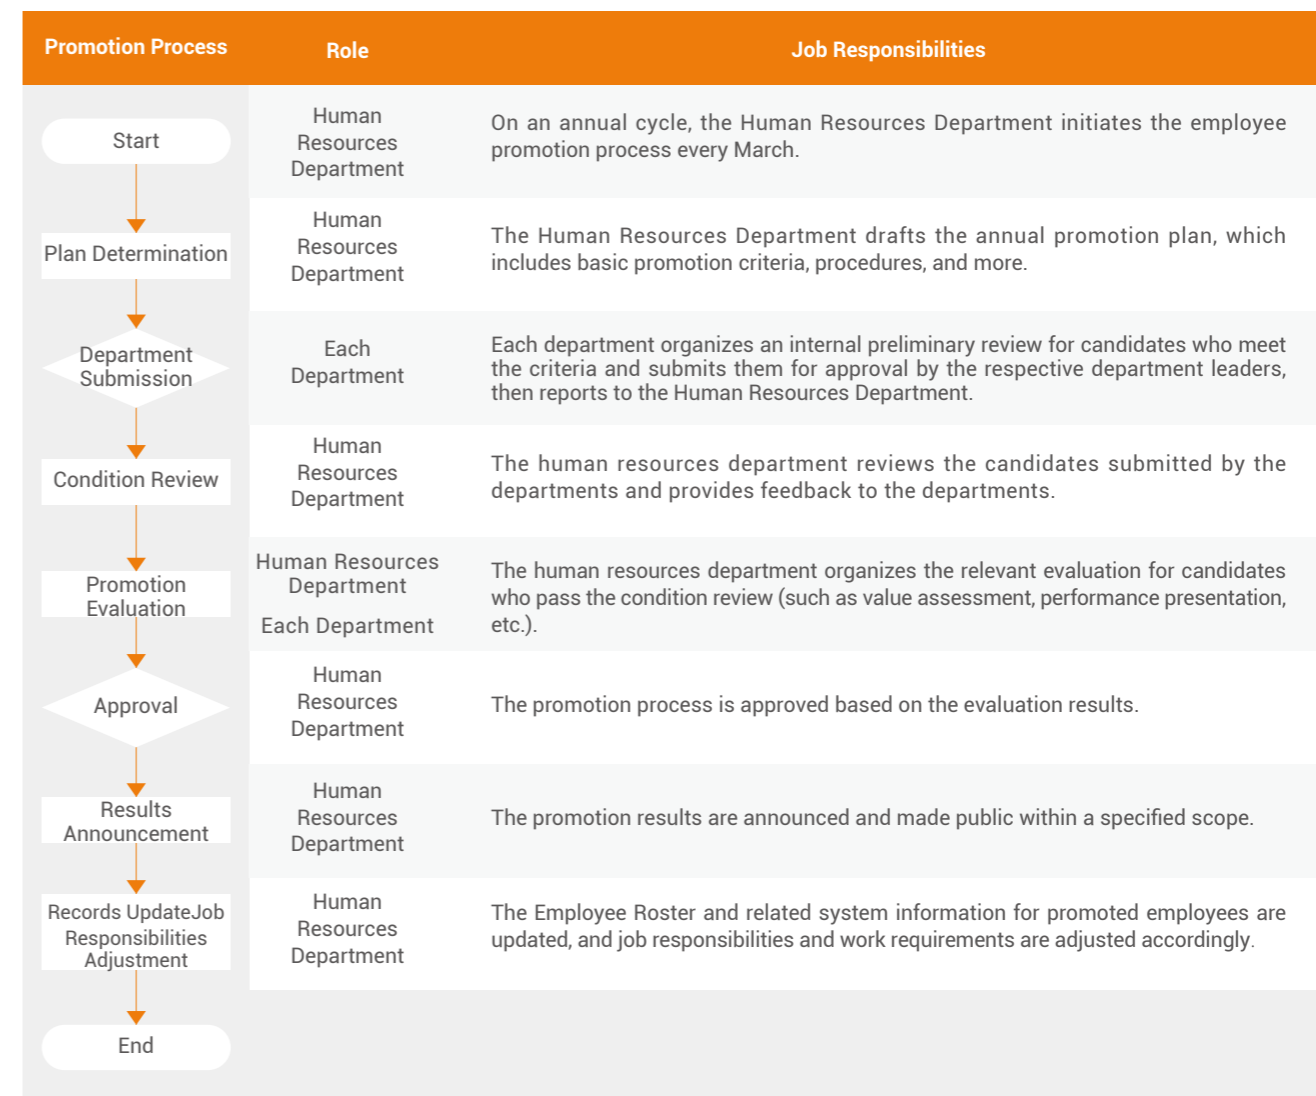 Promotion Process
Role
Job Responsibilities
Start
Human
Resources
Department
On an annual cycle, the Human Resources Department initiates the employee
promotion process every March.
Plan Determination
Human
Resources
Department
The Human Resources Department drafts the annual promotion plan, which
includes basic promotion criteria, procedures, and more.
Department
Submission
Each
Department
Each department organizes an internal preliminary review for candidates who meet
the criteria and submits them for approval by the respective department leaders,
then reports to the Human Resources Department.
Condition Review
Human
Resources
Department
The human resources department reviews the candidates submitted by the
departments and provides feedback to the departments.
Promotion
Evaluation
Human Resources
Department
Each Department
The human resources department organizes the relevant evaluation for candidates
who pass the condition review (such as value assessment, performance presentation,
etc.).
Approval
Human
Resources
Department
The promotion process is approved based on the evaluation results.
Results
Announcement
Human
Resources
Department
The promotion results are announced and made public within a specified scope.
Records UpdateJob
Responsibilities
Adjustment
Human
Resources
Department
The Employee Roster and related system information for promoted employees are
updated, and job responsibilities and work requirements are adjusted accordingly.
End